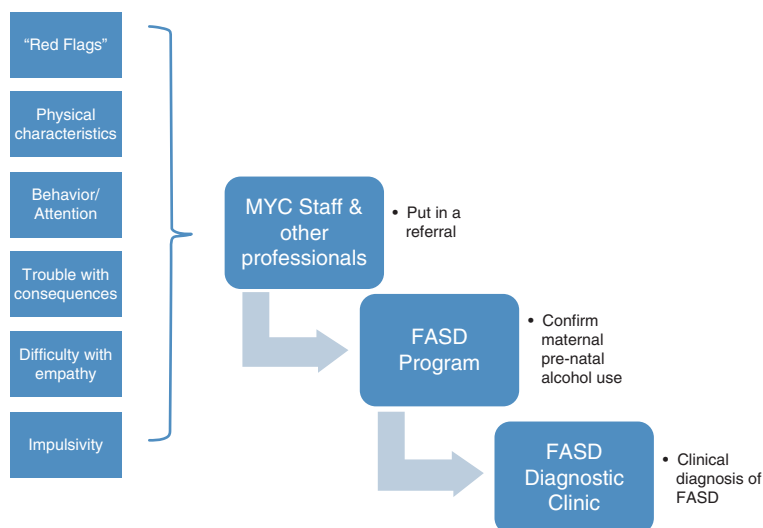 “Red Flags”
Physical
characteristics
Behavior/
Attention
Trouble with
consequences
Difficulty with
empathy
Impulsivity
MYC Staff &
other
professionals
• Put in a
referral
FASD
Program
• Confirm
maternal
pre-natal
alcohol use
FASD
Diagnostic
Clinic
• Clinical
diagnosis of
FASD